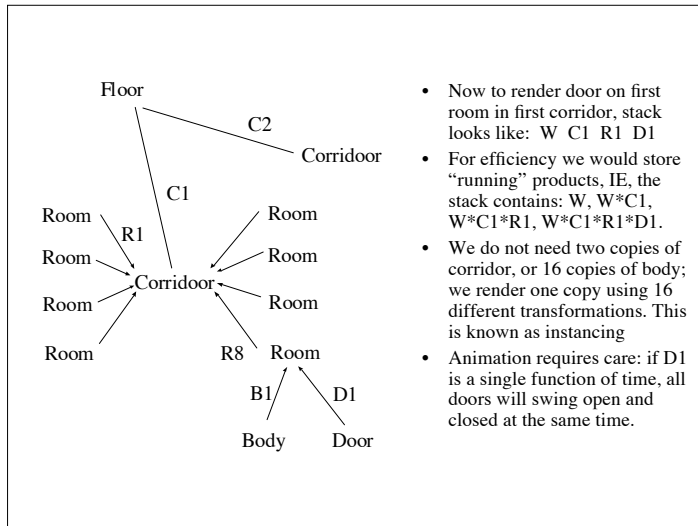 Floor
C2
Corridoor
C1
Room
R1
Room
Room
Room
Room
Room
Room
Corridoor
R8
Room
B1
D1
Body
Door
• Now to render door on first
room in first corridor, stack
looks like: W C1 R1 D1
• For efficiency we would store
“running” products, IE, the
stack contains: W, W*C1,
W*C1*R1, W*C1*R1*D1.
• We do not need two copies of
corridor, or 16 copies of body;
we render one copy using 16
different transformations. This
is known as instancing
• Animation requires care: if D1
is a single function of time, all
doors will swing open and
closed at the same time.